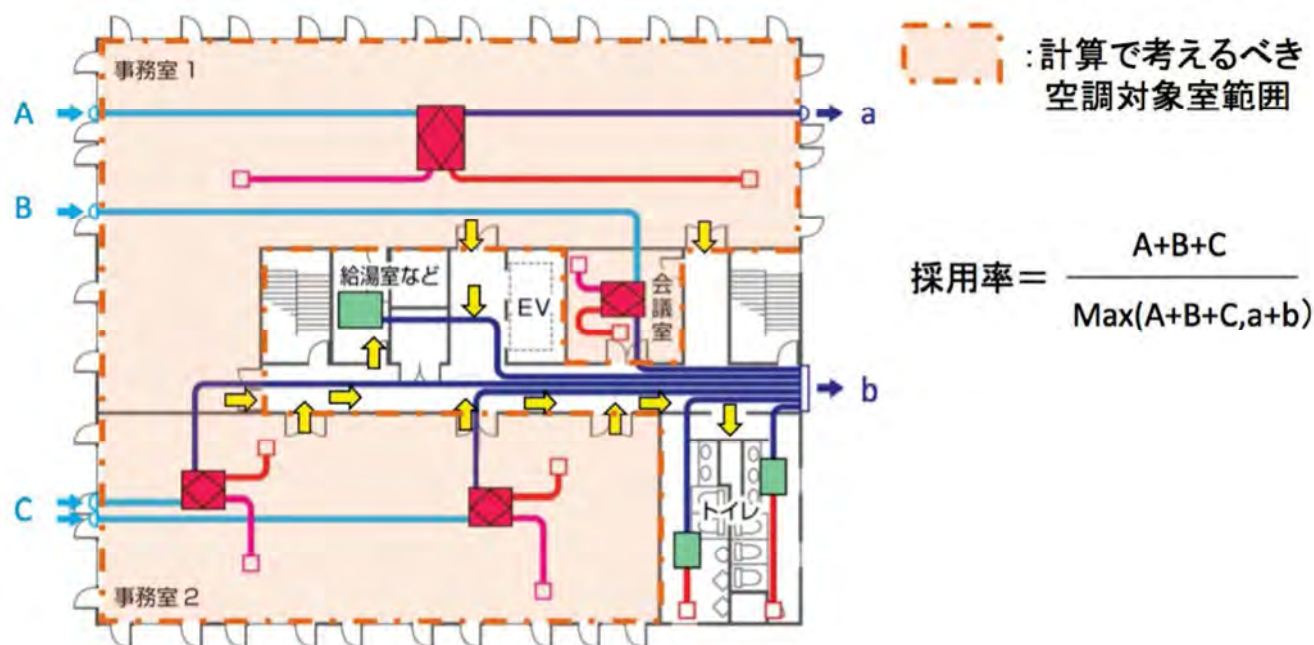 事務室1
A
a
B
給湯室など
EV
会議室
b
C
トイレ
事務室2
:計算で考えるべき
空調対象室範囲
採用率= A+B+C
Max(A+B+C,a+b)